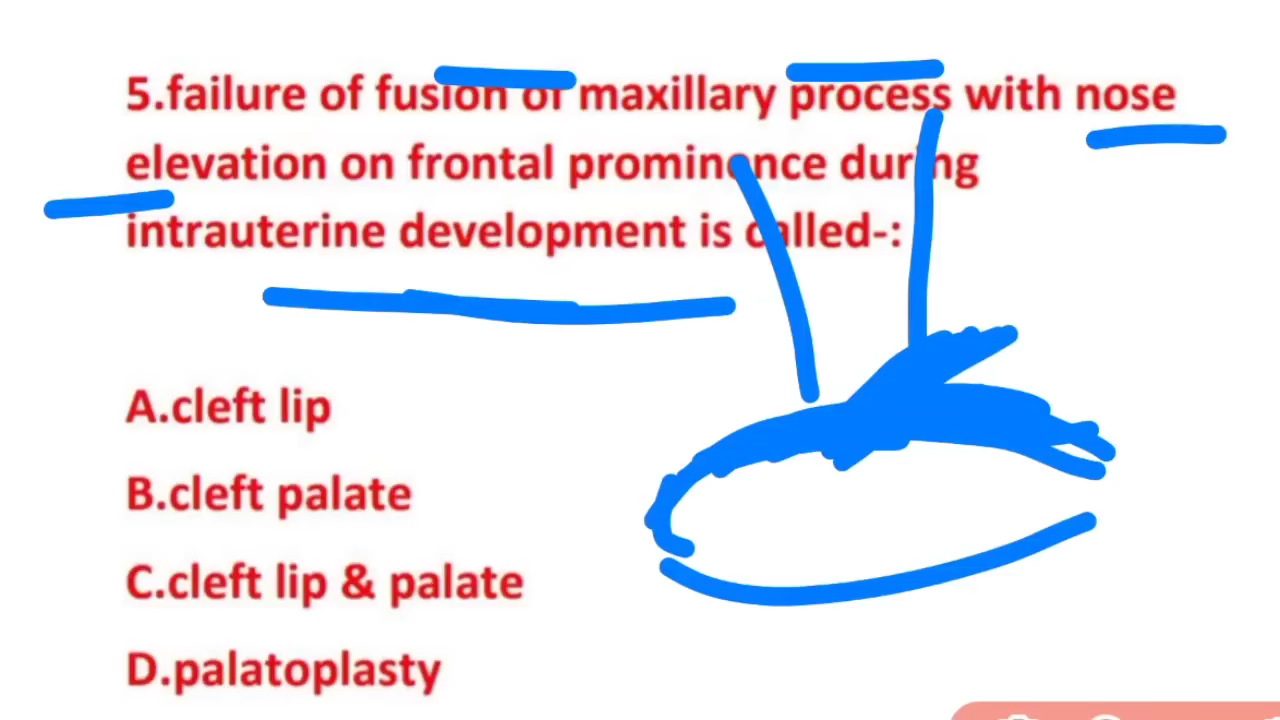 5.failure of fusion of maxillary process with nose
elevation on frontal prominence during
intrauterine development is called-:
A.cleft lip
B.cleft palate
C.cleft lip & palate
D.palatoplasty